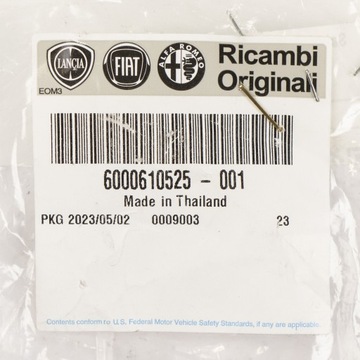 LANCIA FIAT ALFA ROMEO Ricambi
EOM3 Originali
6000610525 - 001
Made in Thailand
PKG 2023/05/02 0009003 23
Contents conform to U.S. Federal Motor Vehicle Safety Standards, if any are applicable.